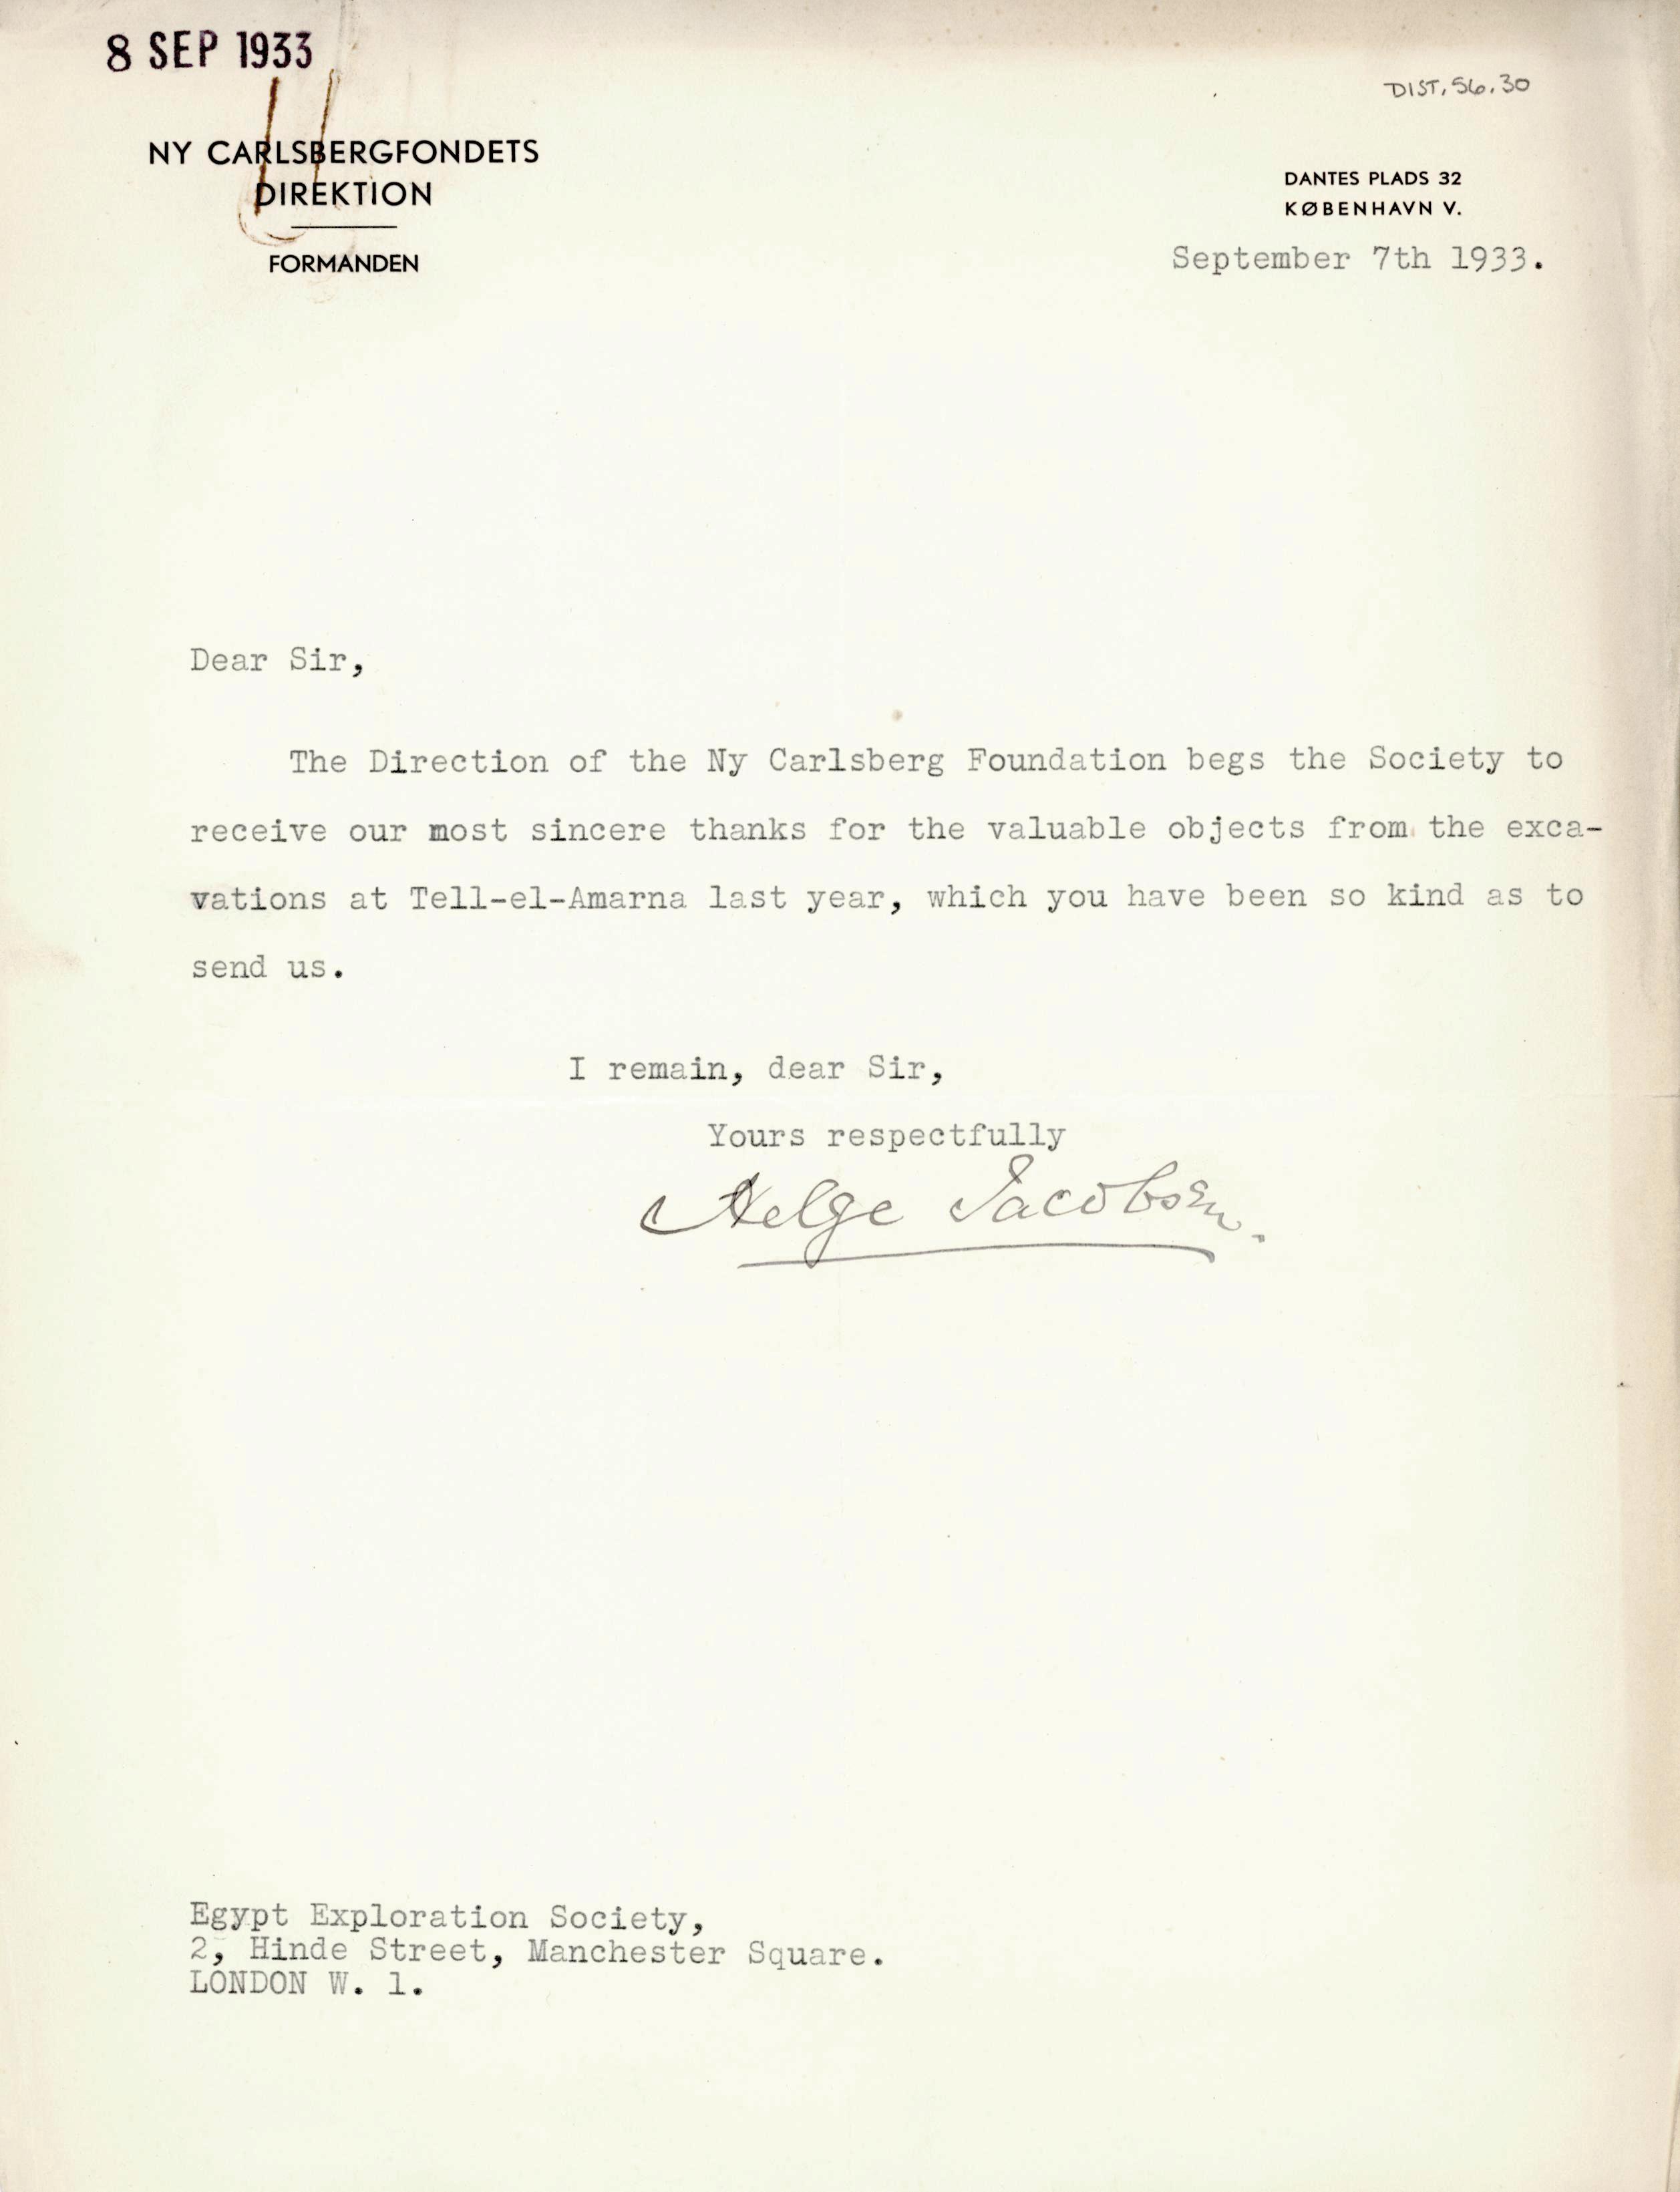 8 SEP 1933
DIST. 56.30
NY CARLSBERGFONDETS
DIREKTION
FORMANDEN
DANTES PLADS 32
KØBENHAVN V.
September 7th 1933.
Dear Sir,
The Direction of the Ny Carlsberg Foundation begs the Society to
receive our most sincere thanks for the valuable objects from the exca-
vations at Tell-el-Amarna last year, which you have been so kind as to
send us.
I remain, dear Sir,
Yours respectfully
Helge Jacobsen.
Egypt Exploration Society,
2, Hinde Street, Manchester Square.
LONDON W. 1.